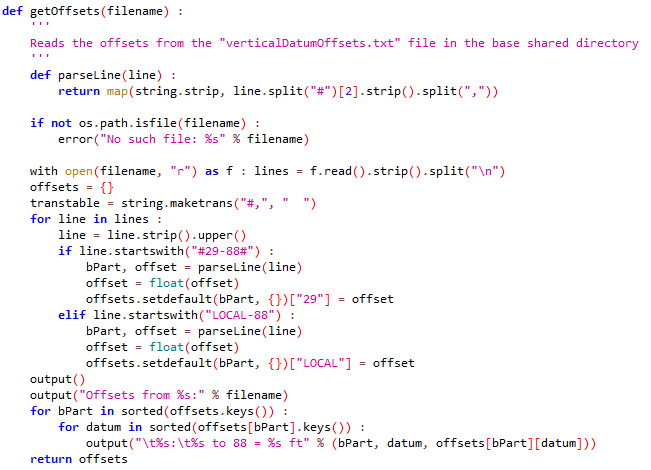 def getOffsets(filename) :
    '''
    Reads the offsets from the "verticalDatumOffsets.txt" file in the base shared directory
    '''
    def parseLine(line) :
        return map(string.strip, line.split("#")[2].strip().split(","))

    if not os.path.isfile(filename) :
        error("No such file: %s" % filename)

    with open(filename, "r") as f : lines = f.read().strip().split("\n")
    offsets = {}
    transtable = string.maketrans("#,", "  ")
    for line in lines :
        line = line.strip().upper()
        if line.startswith("#29-88#") :
            bPart, offset = parseLine(line)
            offset = float(offset)
            offsets.setdefault(bPart, {})["29"] = offset
        elif line.startswith("LOCAL-88") :
            bPart, offset = parseLine(line)
            offset = float(offset)
            offsets.setdefault(bPart, {})["LOCAL"] = offset
    output()
    output("Offsets from %s:" % filename)
    for bPart in sorted(offsets.keys()) :
        for datum in sorted(offsets[bPart].keys()) :
            output("\t%s:\t%s to 88 = %s ft" % (bPart, datum, offsets[bPart][datum]))
    return offsets